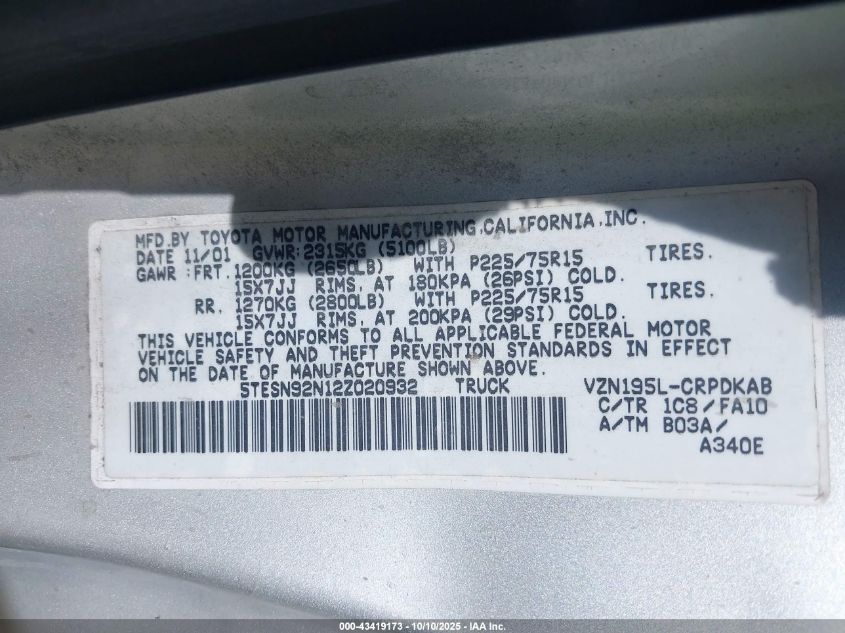 MFD.BY TOYOTA MOTOR MANUFACTURING,CALIFORNIA,INC.
DATE 11/01 GVWR:2315KG (5100LB)
GAWR :FRT.1200KG (2650LB) WITH P225/75R15 TIRES.
15X7JJ RIMS, AT 180KPA (26PSI) COLD.
RR. 1270KG (2800LB) WITH P225/75R15 TIRES.
15X7JJ RIMS, AT 200KPA (29PSI) COLD.
THIS VEHICLE CONFORMS TO ALL APPLICABLE FEDERAL MOTOR
VEHICLE SAFETY AND THEFT PREVENTION STANDARDS IN EFFECT
ON THE DATE OF MANUFACTURE SHOWN ABOVE.
5TESN92N12Z020932 TRUCK VZN195L-CRPDKAB
C/TR 1C8/FA10
A/TM B03A/
A340E
000-43419173 - 10/10/2025 - IAA Inc.